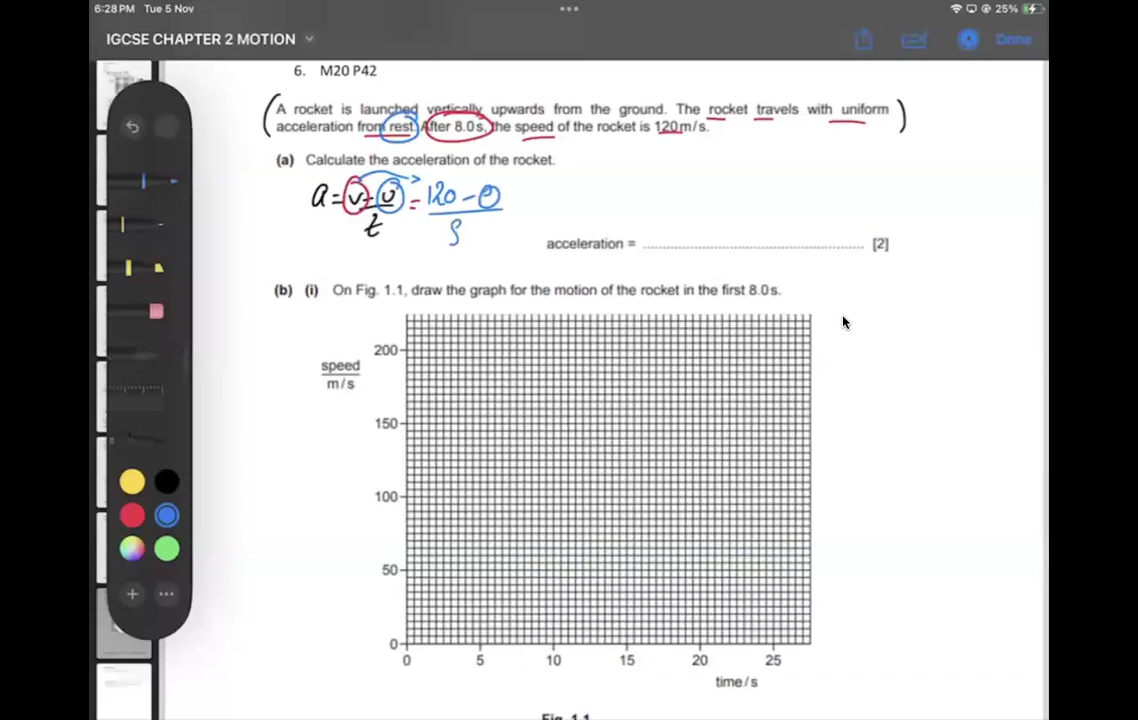 6:28 PM Tue 5 Nov
25%
IGCSE CHAPTER 2 MOTION
Done
6. M20 P42
A rocket is launched vertically upwards from the ground. The rocket travels with uniform
acceleration from rest. After 8.0 s, the speed of the rocket is 120 m/s.
(a) Calculate the acceleration of the rocket.
a = v - u / t = 120 - 0 / 8
acceleration = ............................................................ [2]
(b) (i) On Fig. 1.1, draw the graph for the motion of the rocket in the first 8.0 s.
speed
m/s
200
150
100
50
0
0 5 10 15 20 25
time/s
Fig. 1.1